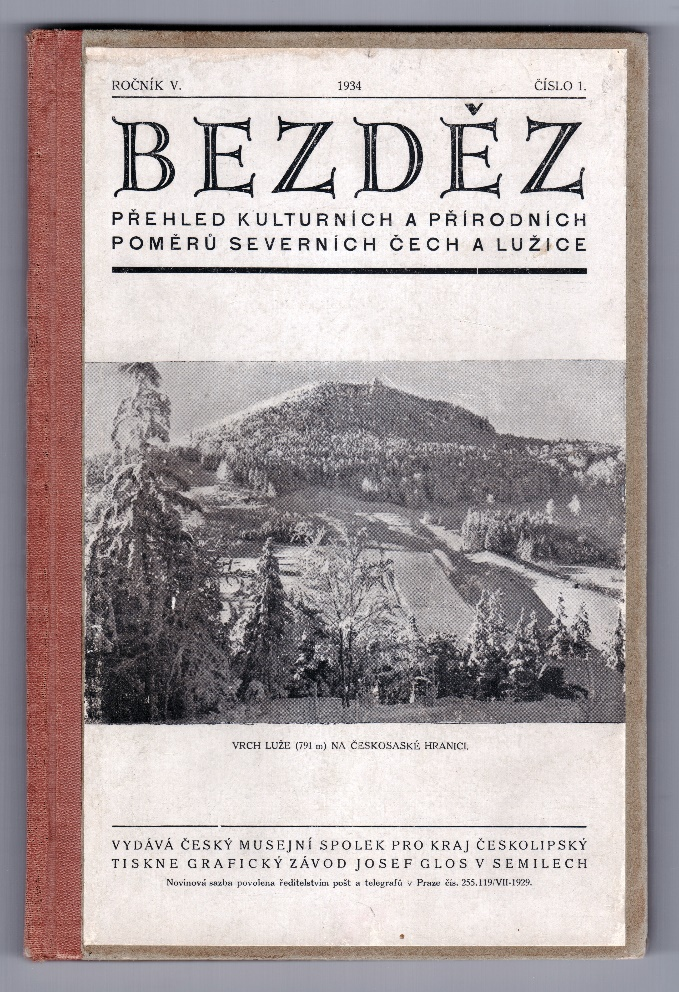 ROČNÍK V. 1934 ČÍSLO 1.
BEZDĚZ
PŘEHLED KULTURNÍCH A PŘÍRODNÍCH
POMĚRŮ SEVERNÍCH ČECH A LUŽICE
VRCH LUŽE (791 m) NA ČESKOSASKÉ HRANICI.
VYDÁVÁ ČESKÝ MUSEJNÍ SPOLEK PRO KRAJ ČESKOLIPSKÝ
TISKNE GRAFICKÝ ZÁVOD JOSEF GLOS V SEMILECH
Novinová sazba povolena ředitelstvím pošt a telegrafů v Praze čís. 255.119/VII-1929.